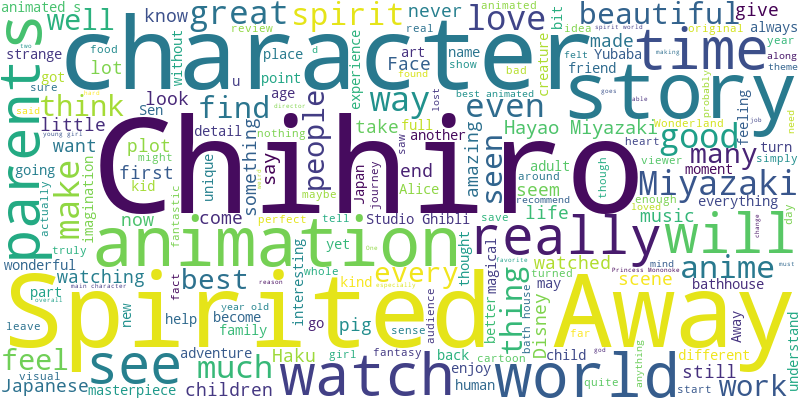 animated s
well
know
great
spirit
never
love
bit
beautiful
give
animated
without
review
real
idea
spirit world
original
always
strange
food
character
time
year
two
place
d
art
name
made
Yubaba
along
got
lot
point
u
Face
show
creature
friend
theme
sure
parents
think
look
find
age
experience
way
found
bad
best animated
even
felt
story
said
Sen
people
lost
goes
able
probably
little
detail
something
nothing
take
full
another
saw
Hayao Miyazaki
Wonderland
good
feeling
job
need
young girl
want
plot
might
first
say
maybe
Japan
journey
end
seen
amazing
adult
around
heart
though
many
viewer
moment
turn
simply
going
actually
make
imagination
kid
unique
Chihiro
Alice
seem
recommend
Miyazaki
everything
truly
now
fantastic
come
perfect
tell
Studio Ghibli
save
life
enough
loved
music
day
wonderful
animation
yet
One
thought
really
will
change
watching
best
interesting
whole
every
favorite
magical
watched
mind
Princess Mononoke
anime
must
part
overall
main character
fact
reason
kind
turned
especially
may
scene
bathhouse
Spirited Away
leave
new
help
year old
become
family
go
pig
sense
audience
better
thing
bath house
Disney
far
god
Away
different
understand
feel
see
adventure
Haku
girl
fantasy
back
cartoon
child
anything
still
visual
much
watch
enjoy
world
work
Japanese
masterpiece
children
human
quite
start
making
director